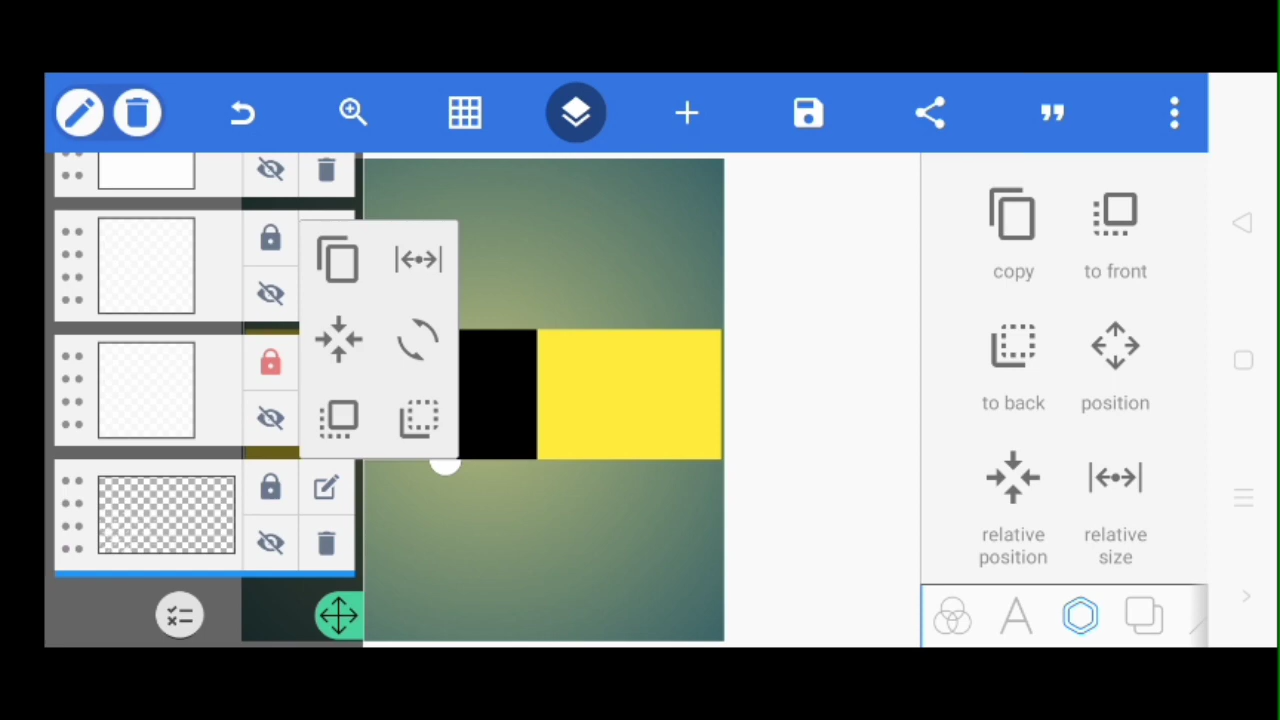 copy
to front
to back
position
relative
position
relative
size